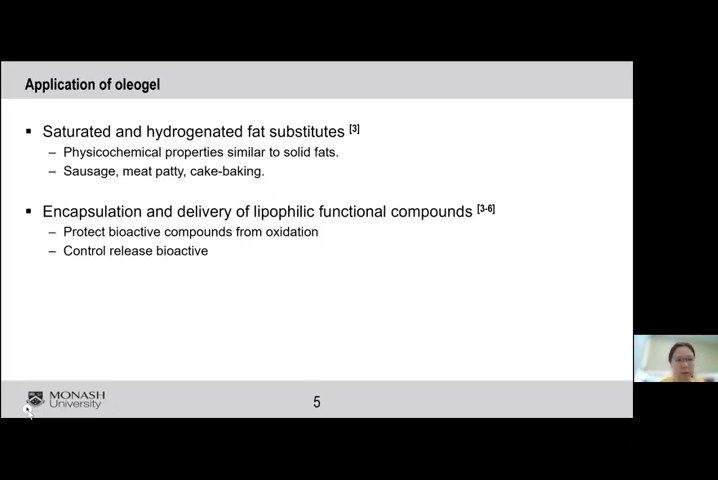 Application of oleogel
▪ Saturated and hydrogenated fat substitutes [3]
– Physicochemical properties similar to solid fats.
– Sausage, meat patty, cake-baking.
▪ Encapsulation and delivery of lipophilic functional compounds [3-6]
– Protect bioactive compounds from oxidation
– Control release bioactive
MONASH
University
5